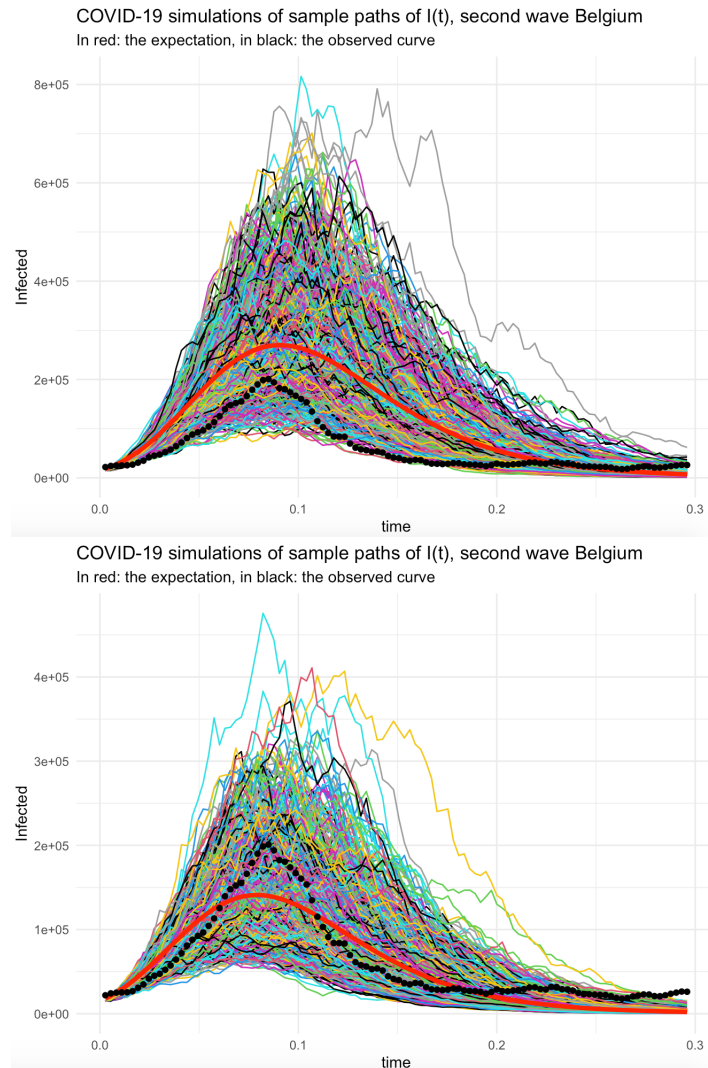 COVID-19 simulations of sample paths of I(t), second wave Belgium
In red: the expectation, in black: the observed curve
8e+05
6e+05
4e+05
2e+05
0e+00
Infected
0.0
0.1
0.2
0.3
time
COVID-19 simulations of sample paths of I(t), second wave Belgium
In red: the expectation, in black: the observed curve
4e+05
3e+05
2e+05
1e+05
0e+00
Infected
0.0
0.1
0.2
0.3
time